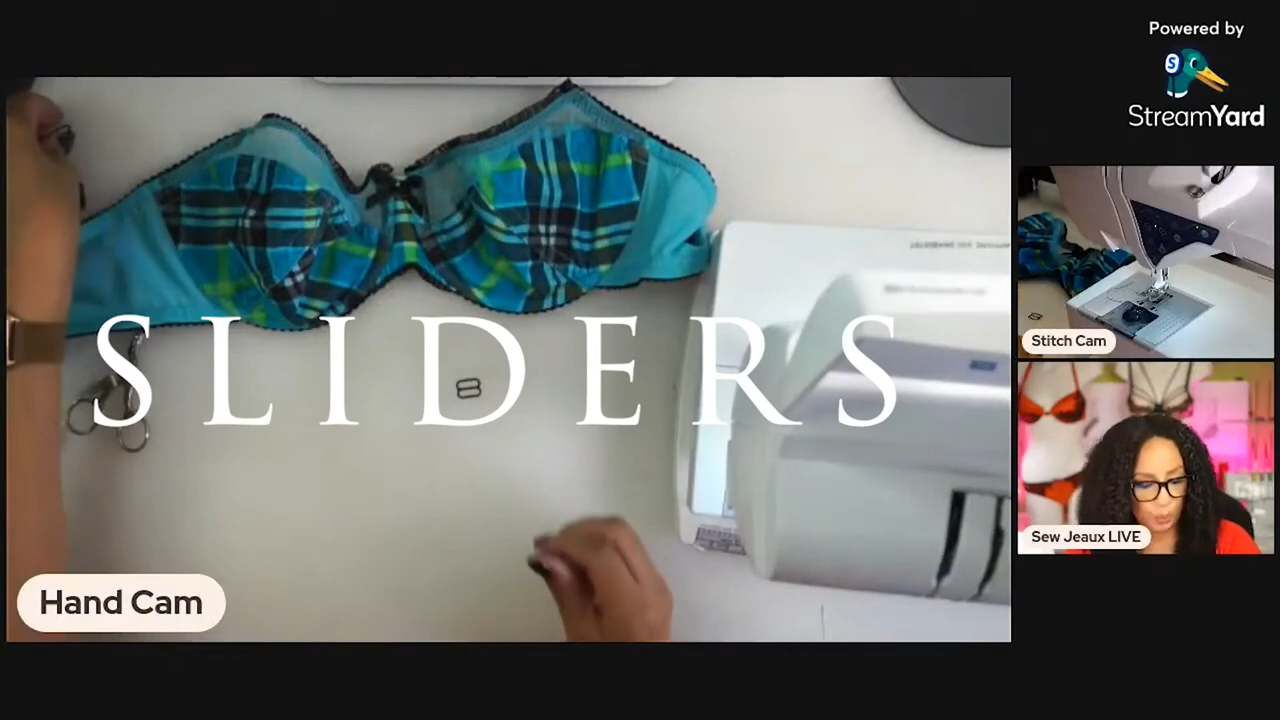 Powered by
StreamYard
SLIDERS
Hand Cam
Stitch Cam
Sew Jeaux LIVE